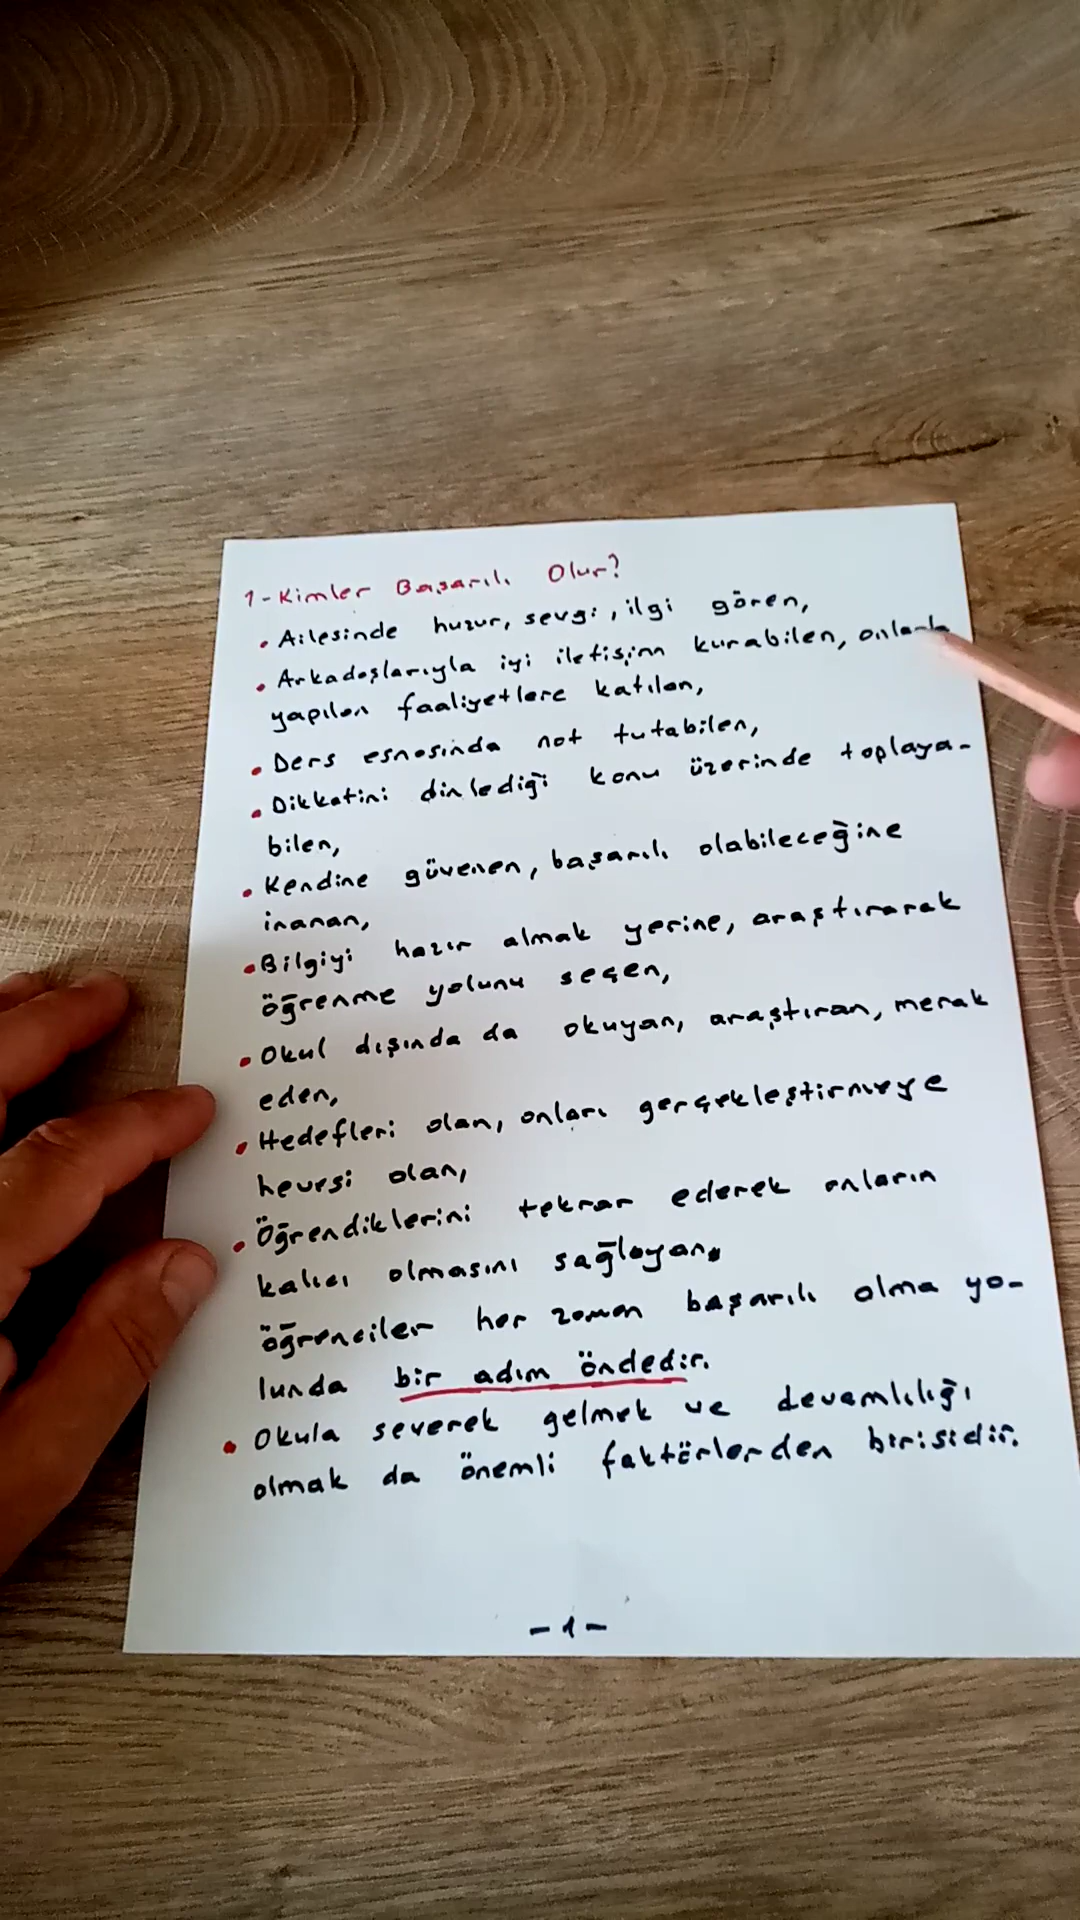 1-Kimler Başarılı Olur?
• Ailesinde huzur, sevgi, ilgi gören,
• Arkadaşlarıyla iyi iletişim kurabilen, onlarla
yapılan faaliyetlere katılan,
• Ders esnasında not tutabilen,
• Dikkatini dinlediği konu üzerinde toplaya-
bilen,
• Kendine güvenen, başarılı olabileceğine
inanan,
• Bilgiyi hazır almak yerine, araştırarak
öğrenme yolunu seçen,
• Okul dışında da okuyan, araştıran, merak
eden,
• Hedefleri olan, onları gerçekleştirmeye
hevesi olan,
• Öğrendiklerini tekrar ederek onların
kalıcı olmasını sağlayan,
öğrenciler her zaman başarılı olma yo-
lunda bir adım öndedir.
• Okula severek gelmek ve devamlılığı
olmak da önemli faktörlerden birisidir.
-1-